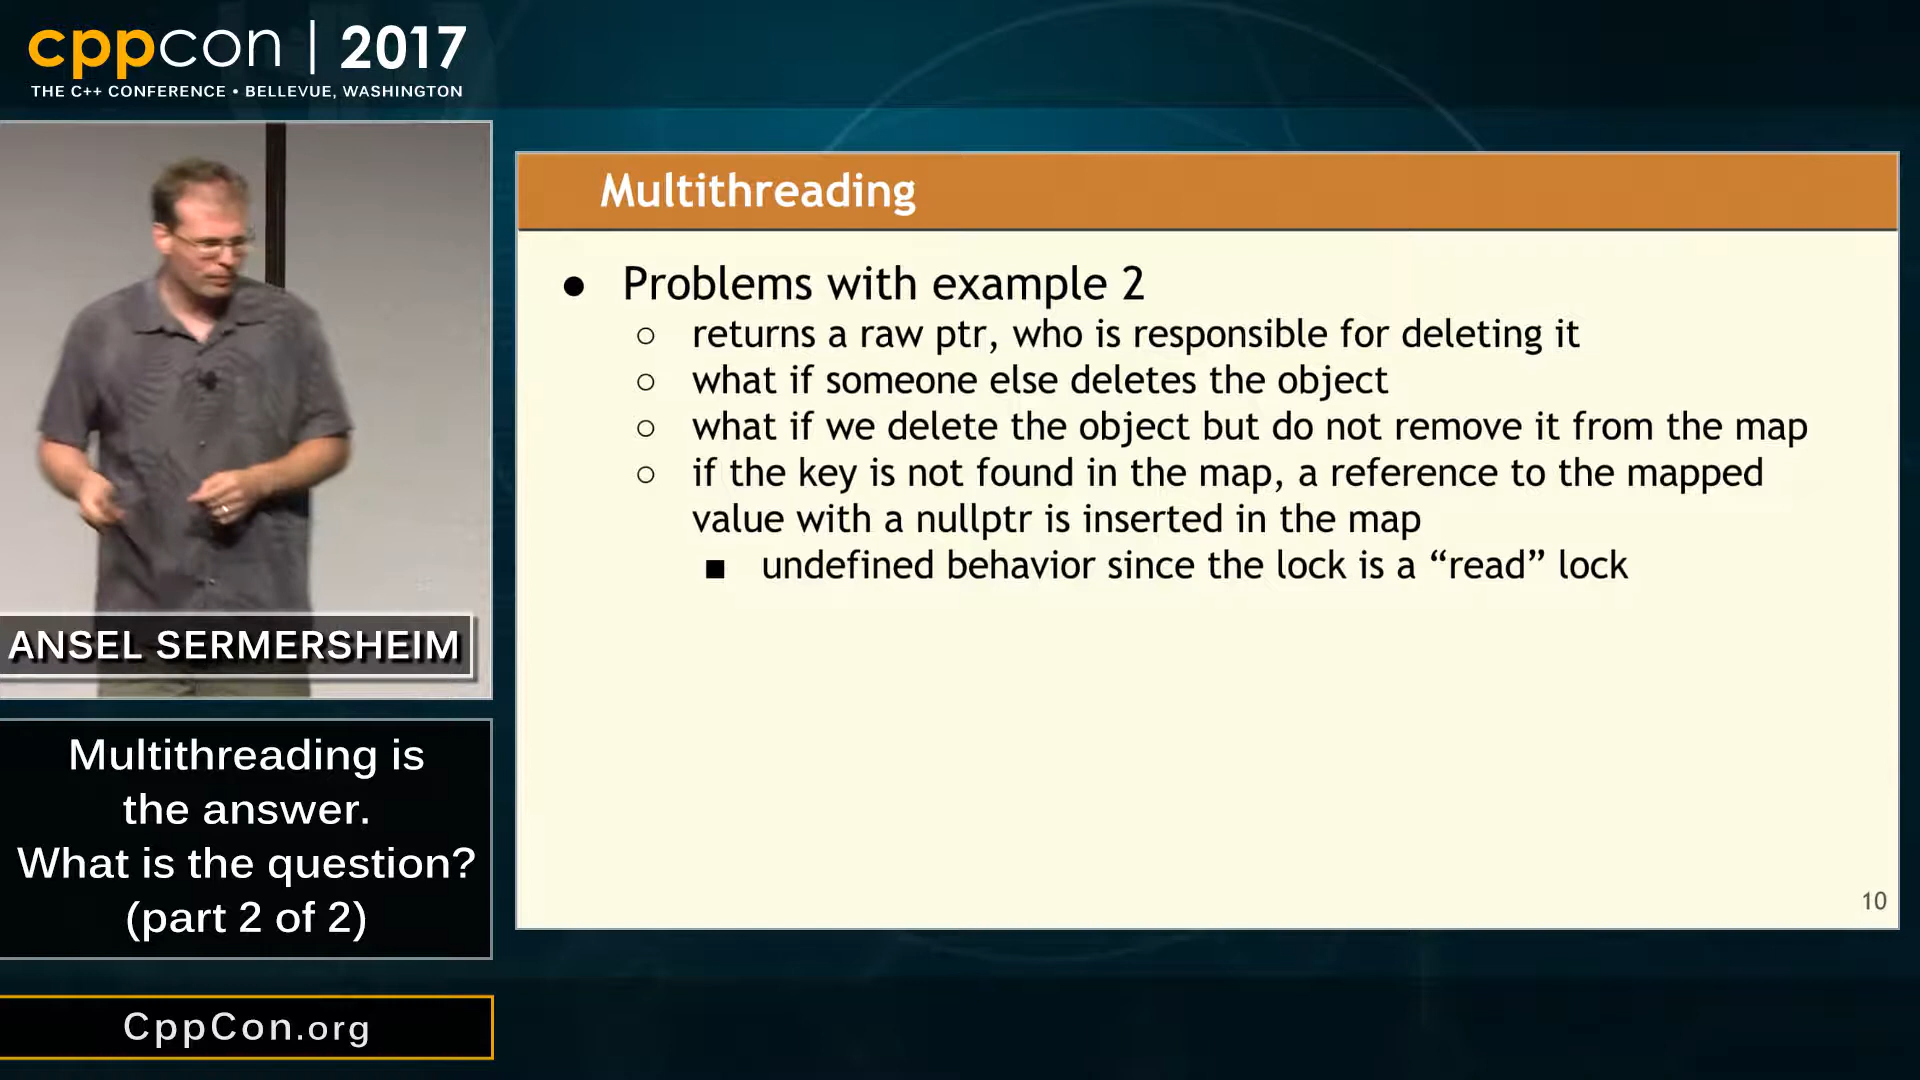 cppcon | 2017
THE C++ CONFERENCE • BELLEVUE, WASHINGTON
ANSEL SERMERSHEIM
Multithreading is
the answer.
What is the question?
(part 2 of 2)
CppCon.org
Multithreading
● Problems with example 2
○ returns a raw ptr, who is responsible for deleting it
○ what if someone else deletes the object
○ what if we delete the object but do not remove it from the map
○ if the key is not found in the map, a reference to the mapped
value with a nullptr is inserted in the map
■ undefined behavior since the lock is a “read” lock
10